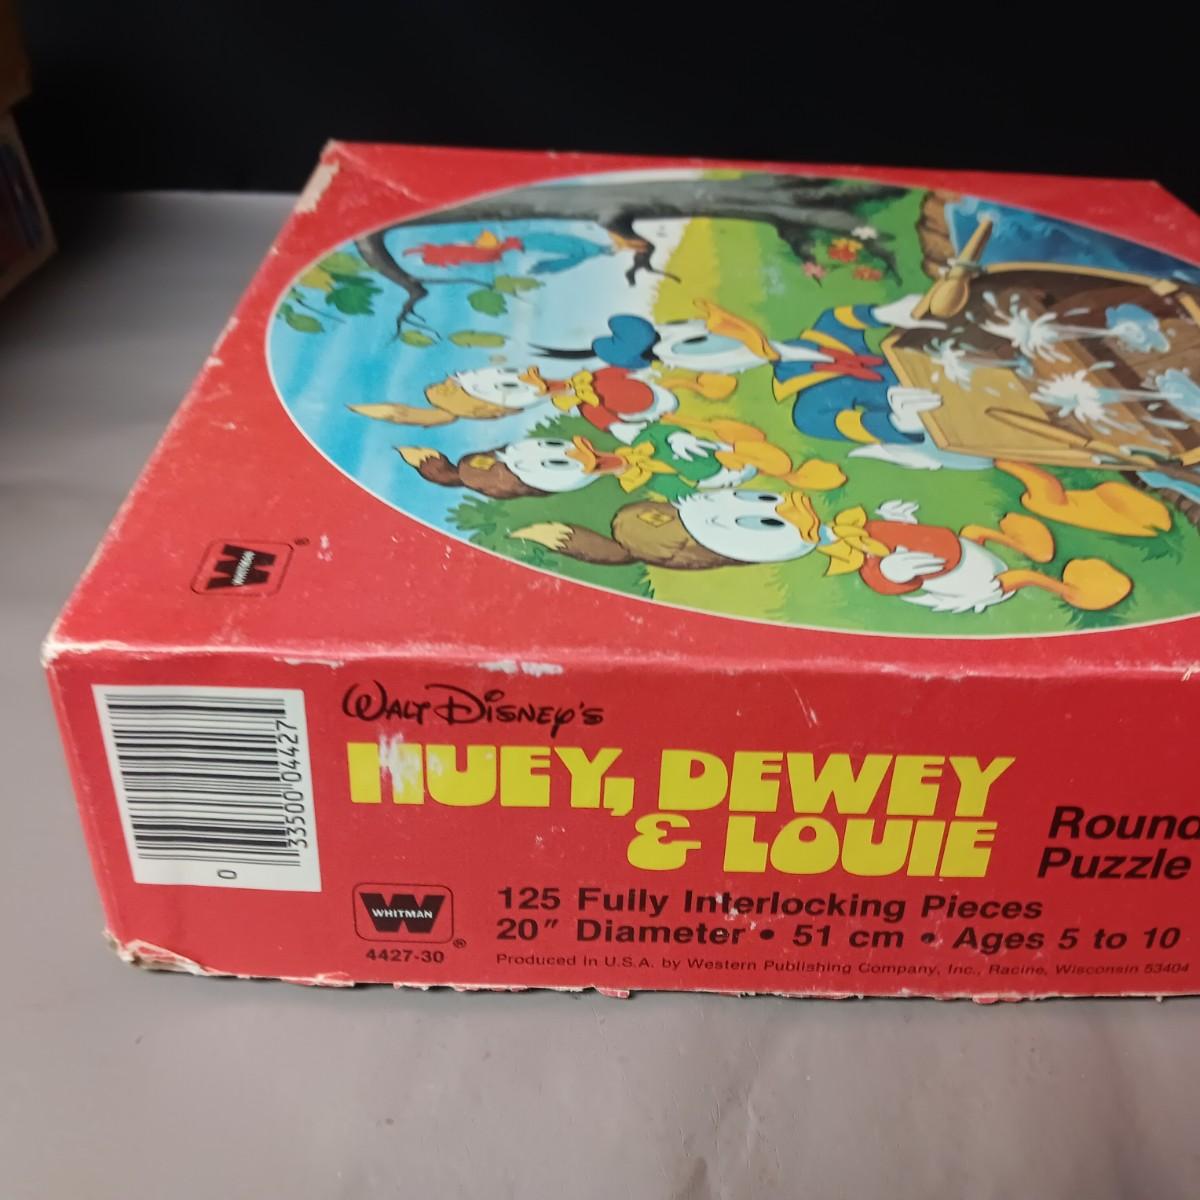 WHITMAN
®
WALT DISNEY'S
HUEY, DEWEY
& LOUIE
Round
Puzzle
125 Fully Interlocking Pieces
20" Diameter • 51 cm • Ages 5 to 10
Produced in U.S.A. by Western Publishing Company, Inc., Racine, Wisconsin 53404
WHITMAN
®
4427-30
0 33500 04427